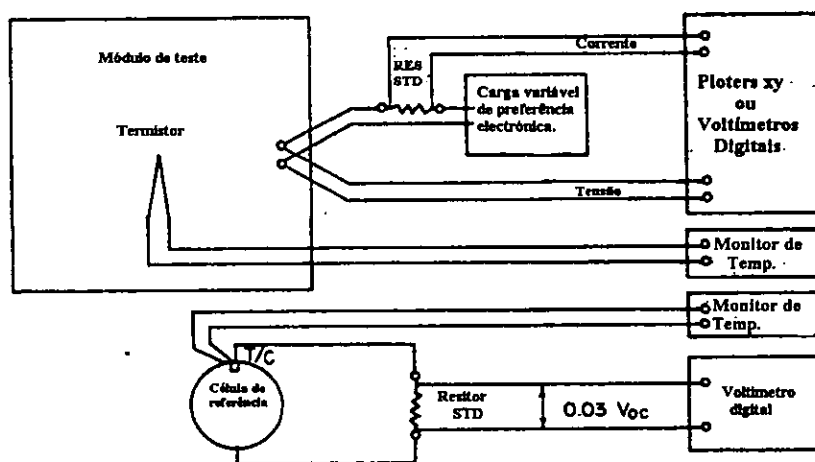 Módulo de teste
Termistor
RES
STD
Corrente
Carga variável
de preferência
electrónica.
Tensão
Ploters xy
ou
Voltímetros
Digitais
Monitor de
Temp.
Monitor de
Temp.
T/C
Célula de
referência
Resitor
STD
0.03 Voc
Voltimetro
digital